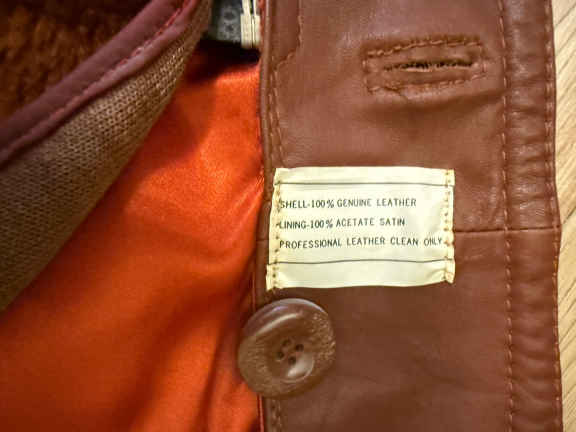 SHELL-100% GENUINE LEATHER
LINING-100% ACETATE SATIN
PROFESSIONAL LEATHER CLEAN ONLY